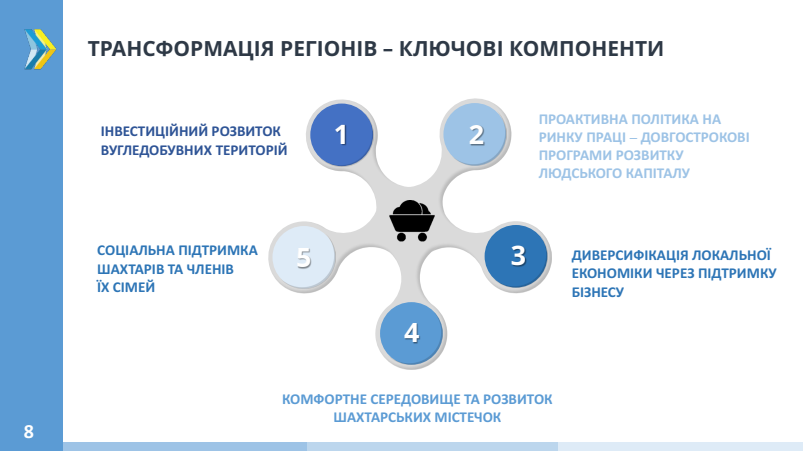 ТРАНСФОРМАЦІЯ РЕГІОНІВ – КЛЮЧОВІ КОМПОНЕНТИ
1
ІНВЕСТИЦІЙНИЙ РОЗВИТОК
ВУГЛЕДОБУВНИХ ТЕРИТОРІЙ
2
ПРОАКТИВНА ПОЛІТИКА НА
РИНКУ ПРАЦІ – ДОВГОСТРОКОВІ
ПРОГРАМИ РОЗВИТКУ
ЛЮДСЬКОГО КАПІТАЛУ
3
ДИВЕРСИФІКАЦІЯ ЛОКАЛЬНОЇ
ЕКОНОМІКИ ЧЕРЕЗ ПІДТРИМКУ
БІЗНЕСУ
4
КОМФОРТНЕ СЕРЕДОВИЩЕ ТА РОЗВИТОК
ШАХТАРСЬКИХ МІСТЕЧОК
5
СОЦІАЛЬНА ПІДТРИМКА
ШАХТАРІВ ТА ЧЛЕНІВ
ЇХ СІМЕЙ
8